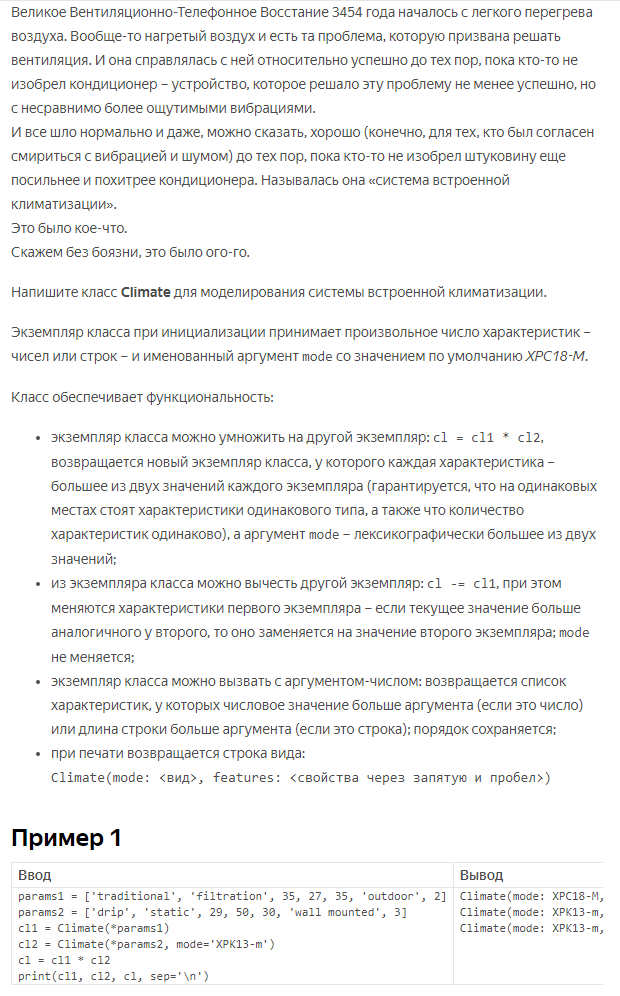 Великое Вентиляционно-Телефонное Восстание 3454 года началось с легкого перегрева
воздуха. Вообще-то нагретый воздух и есть та проблема, которую призвана решать
вентиляция. И она справлялась с ней относительно успешно до тех пор, пока кто-то не
изобрел кондиционер – устройство, которое решало эту проблему не менее успешно, но
с несравнимо более ощутимыми вибрациями.
И все шло нормально и даже, можно сказать, хорошо (конечно, для тех, кто был согласен
смириться с вибрацией и шумом) до тех пор, пока кто-то не изобрел штуковину еще
посильнее и похитрее кондиционера. Называлась она «система встроенной
климатизации».
Это было кое-что.
Скажем без боязни, это было ого-го.
Напишите класс Climate для моделирования системы встроенной климатизации.
Экземпляр класса при инициализации принимает произвольное число характеристик –
чисел или строк – и именованный аргумент mode со значением по умолчанию XPC18-M.
Класс обеспечивает функциональность:
• экземпляр класса можно умножить на другой экземпляр: cl = cl1 * cl2,
возвращается новый экземпляр класса, у которого каждая характеристика –
большее из двух значений каждого экземпляра (гарантируется, что на одинаковых
местах стоят характеристики одинакового типа, а также что количество
характеристик одинаково), а аргумент mode – лексикографически большее из двух
значений;
• из экземпляра класса можно вычесть другой экземпляр: cl -= cl1, при этом
меняются характеристики первого экземпляра – если текущее значение больше
аналогичного у второго, то оно заменяется на значение второго экземпляра; mode
не меняется;
• экземпляр класса можно вызвать с аргументом-числом: возвращается список
характеристик, у которых числовое значение больше аргумента (если это число)
или длина строки больше аргумента (если это строка); порядок сохраняется;
• при печати возвращается строка вида:
Climate(mode: <вид>, features: <свойства через запятую и пробел>)
Пример 1
Ввод Вывод
params1 = ['traditional', 'filtration', 35, 27, 35, 'outdoor', 2] Climate(mode: XPC18-M,
params2 = ['drip', 'static', 29, 50, 30, 'wall mounted', 3] Climate(mode: XPK13-m,
cl1 = Climate(*params1) Climate(mode: XPK13-m,
cl2 = Climate(*params2, mode='XPK13-m')
cl = cl1 * cl2
print(cl1, cl2, cl, sep='\n')